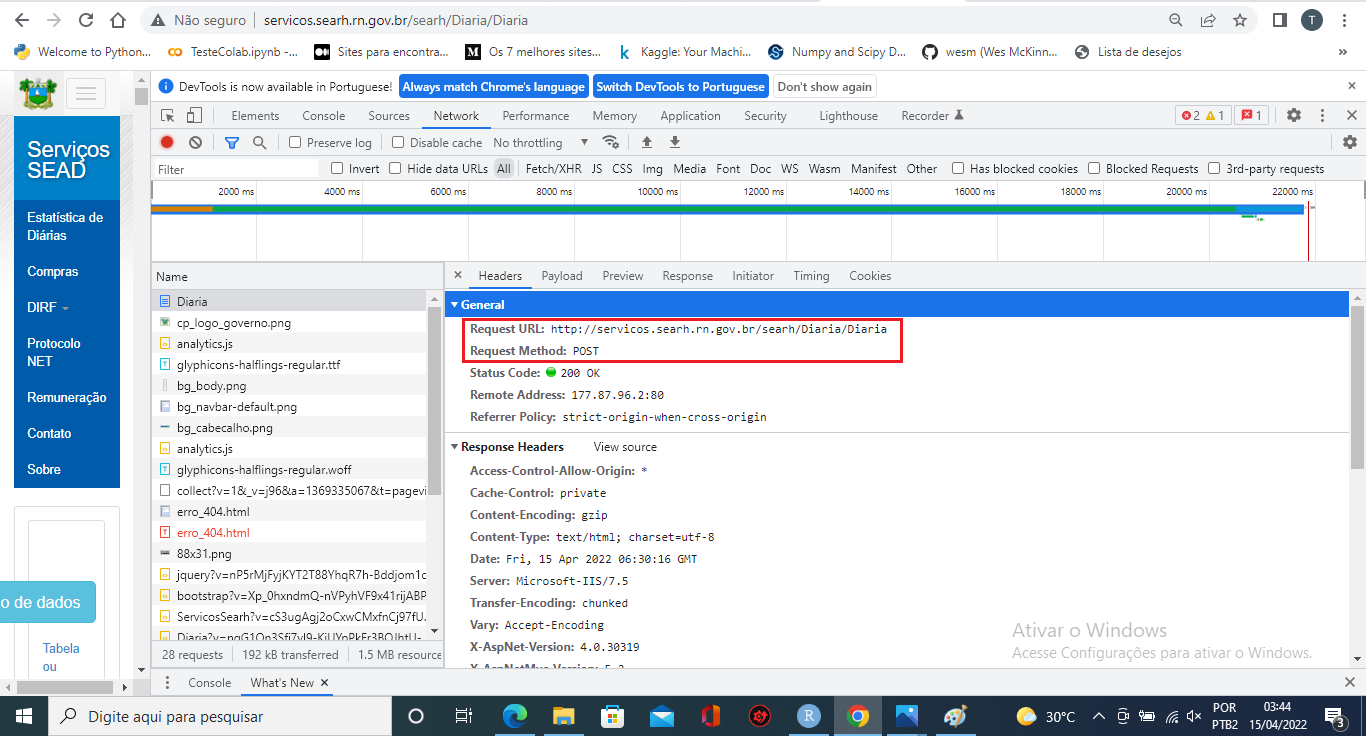 Não seguro | servicos.searh.rn.gov.br/searh/Diaria/Diaria
T
Welcome to Python... TesteColab.ipynb -... Sites para encontra... Os 7 melhores sites... Kaggle: Your Machi... Numpy and Scipy D... wesm (Wes McKinn... Lista de desejos »
Serviços
SEAD
Estatística de
Diárias
Compras
DIRF
Protocolo
NET
Remuneração
Contato
Sobre
o de dados
Tabela
ou
DevTools is now available in Portuguese! Always match Chrome's language Switch DevTools to Portuguese Don't show again
Elements Console Sources Network Performance Memory Application Security Lighthouse Recorder 2 1 1
Preserve log Disable cache No throttling
Filter Invert Hide data URLs All Fetch/XHR JS CSS Img Media Font Doc WS Wasm Manifest Other Has blocked cookies Blocked Requests 3rd-party requests
2000 ms 4000 ms 6000 ms 8000 ms 10000 ms 12000 ms 14000 ms 16000 ms 18000 ms 20000 ms 22000 ms
Name
Diaria
cp_logo_governo.png
analytics.js
glyphicons-halflings-regular.ttf
bg_body.png
bg_navbar-default.png
bg_cabecalho.png
analytics.js
glyphicons-halflings-regular.woff
collect?v=1&_v=j96&a=1369335067&t=pagevi
erro_404.html
erro_404.html
88x31.png
jquery?v=nP5rMjFyjKYT2T88YhqR7h-Bddjom1c
bootstrap?v=Xp_0hxndmQ-nVPyhVF9x41rijABP
ServicosSearh?v=cS3ugAgj2oCxwCMxfnCj97fU.
28 requests 192 kB transferred 1.5 MB resource
Headers Payload Preview Response Initiator Timing Cookies
General
Request URL: http://servicos.searh.rn.gov.br/searh/Diaria/Diaria
Request Method: POST
Status Code: 200 OK
Remote Address: 177.87.96.2:80
Referrer Policy: strict-origin-when-cross-origin
Response Headers View source
Access-Control-Allow-Origin: *
Cache-Control: private
Content-Encoding: gzip
Content-Type: text/html; charset=utf-8
Date: Fri, 15 Apr 2022 06:30:16 GMT
Server: Microsoft-IIS/7.5
Transfer-Encoding: chunked
Vary: Accept-Encoding
X-AspNet-Version: 4.0.30319
X-AspNetMvc-Version: 5.2
Ativar o Windows
Acesse Configurações para ativar o Windows.
Console What's New
Digite aqui para pesquisar
R
30°C
POR
PTB2
03:44
15/04/2022
3